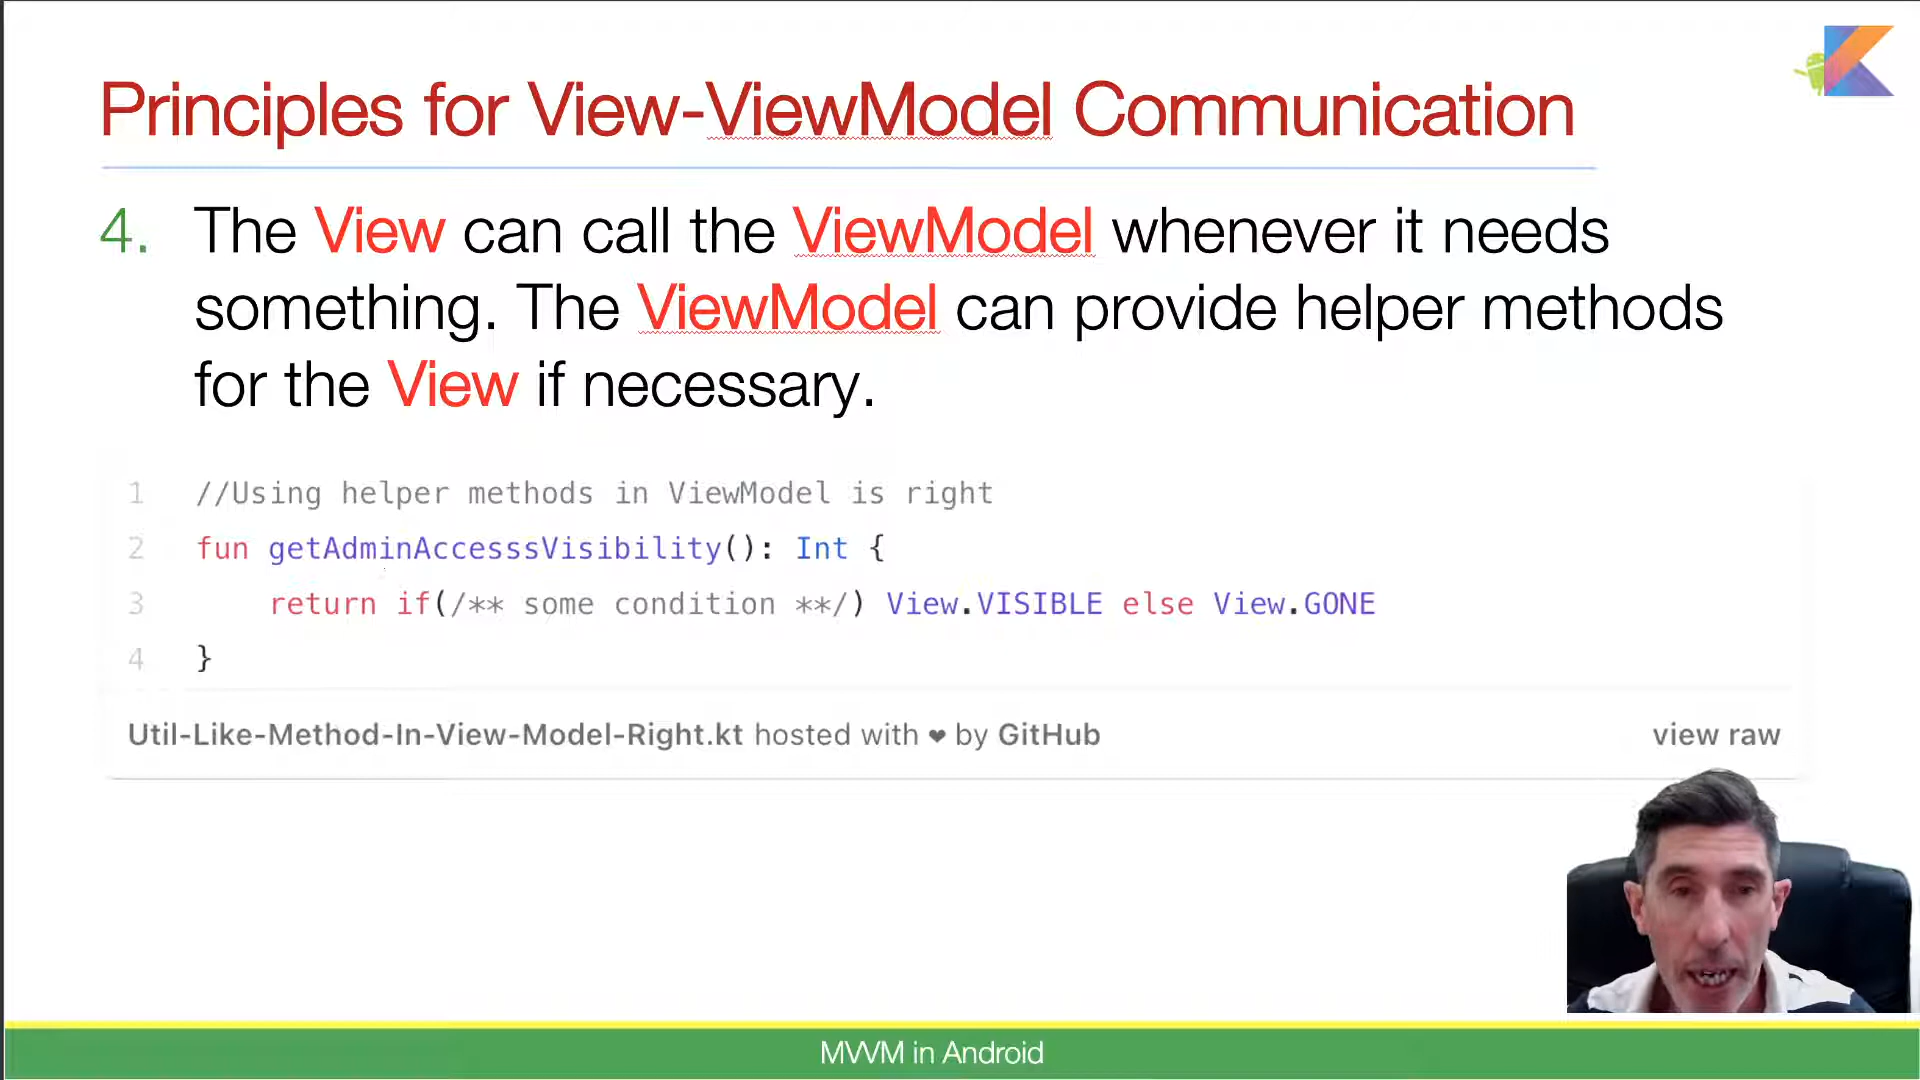 Principles for View-ViewModel Communication
4. The View can call the ViewModel whenever it needs
something. The ViewModel can provide helper methods
for the View if necessary.
1 //Using helper methods in ViewModel is right
2 fun getAdminAccesssVisibility(): Int {
3 return if(/** some condition **/) View.VISIBLE else View.GONE
4 }
Util-Like-Method-In-View-Model-Right.kt hosted with ❤ by GitHub view raw
MVVM in Android